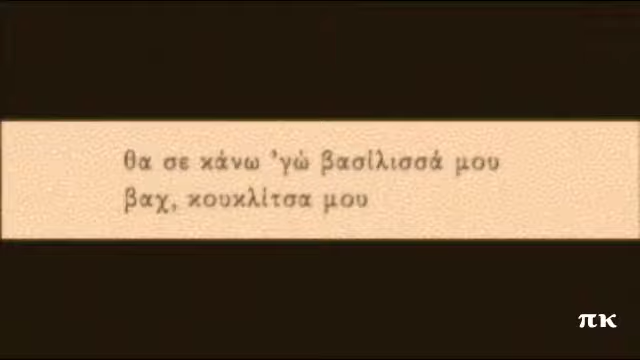 θα σε κάνω 'γώ βασίλισσά μου
βαχ, κουκλίτσα μου
πκ